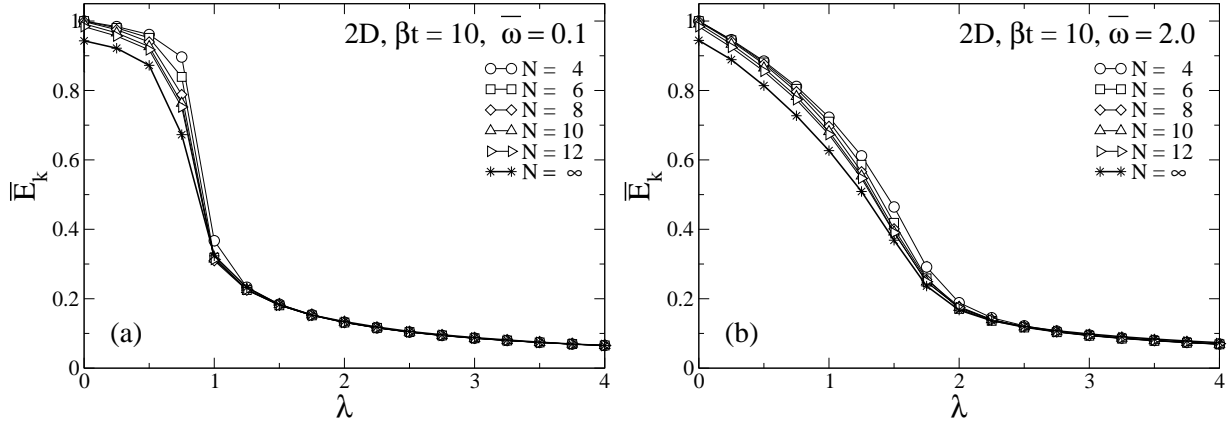 2D, βt = 10, ω̅ = 0.1
N = 4
N = 6
N = 8
N = 10
N = 12
N = ∞
1
0.8
0.6
0.4
0.2
0
E̅ₖ
(a)
0 1 2 3 4
λ
2D, βt = 10, ω̅ = 2.0
N = 4
N = 6
N = 8
N = 10
N = 12
N = ∞
1
0.8
0.6
0.4
0.2
0
E̅ₖ
(b)
0 1 2 3 4
λ